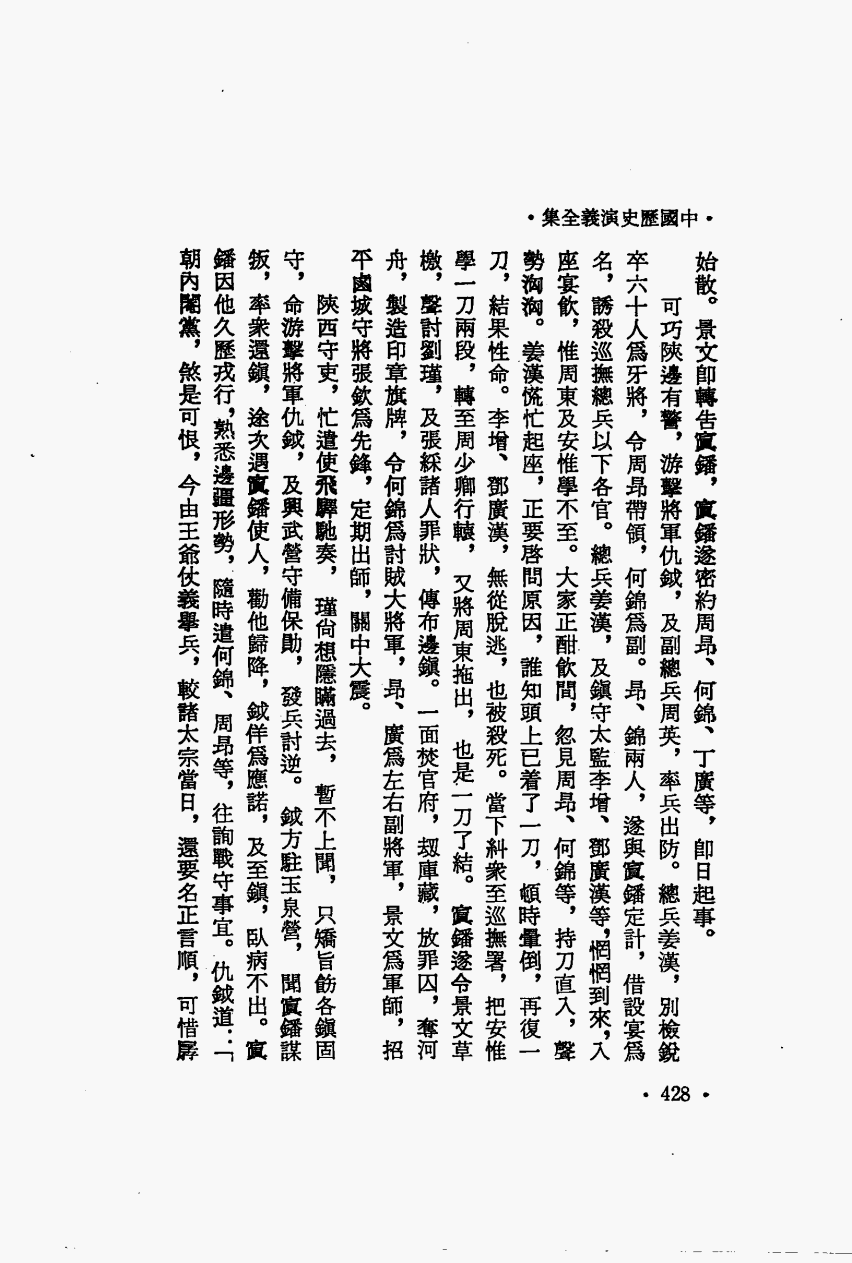 ·中國歷史演義全集·
始散。景文卽轉吿寘鐇，寘鐇遂密約周昻、何錦、丁廣等，卽日起事。
可巧陝邊有警，游擊將軍仇鉞，及副總兵周英，率兵出防。總兵姜漢，別檢銳
卒六十人爲牙將，令周昻帶領，何錦爲副。昻、錦兩人，遂與寘鐇定計，借設宴爲
名，誘殺巡撫總兵以下各官。總兵姜漢，及鎭守太監李增、鄧廣漢等，惘惘到來，入
座宴飮，惟周東及安惟學不至。大家正酣飮間，忽見周昻、何錦等，持刀直入，聲
勢洶洶。姜漢慌忙起座，正要啓問原因，誰知頭上已着了一刀，頓時暈倒，再復一
刀，結果性命。李增、鄧廣漢，無從脫逃，也被殺死。當下糾衆至巡撫署，把安惟
學一刀兩段，轉至周少卿行轅，又將周東拖出，也是一刀了結。寘鐇遂令景文草
檄，聲討劉瑾，及張綵諸人罪狀，傳布邊鎭。一面焚官府，刼庫藏，放罪囚，奪河
舟，製造印章旗牌，令何錦爲討賊大將軍，昻、廣爲左右副將軍，景文爲軍師，招
平鹵城守將張欽爲先鋒，定期出師，關中大震。
陝西守吏，忙遣使飛驛馳奏，瑾尙想隱瞞過去，暫不上聞，只矯旨飭各鎭固
守，命游擊將軍仇鉞，及興武營守備保勛，發兵討逆。鉞方駐玉泉營，聞寘鐇謀
叛，率衆還鎭，途次遇寘鐇使人，勸他歸降，鉞佯爲應諾，及至鎭，臥病不出。寘
鐇因他久歷戎行，熟悉邊疆形勢，隨時遣何錦、周昻等，往詢戰守事宜。仇鉞道：「
朝內閹黨，煞是可恨，今由王爺仗義擧兵，較諸太宗當日，還要名正言順，可惜孱
·428·